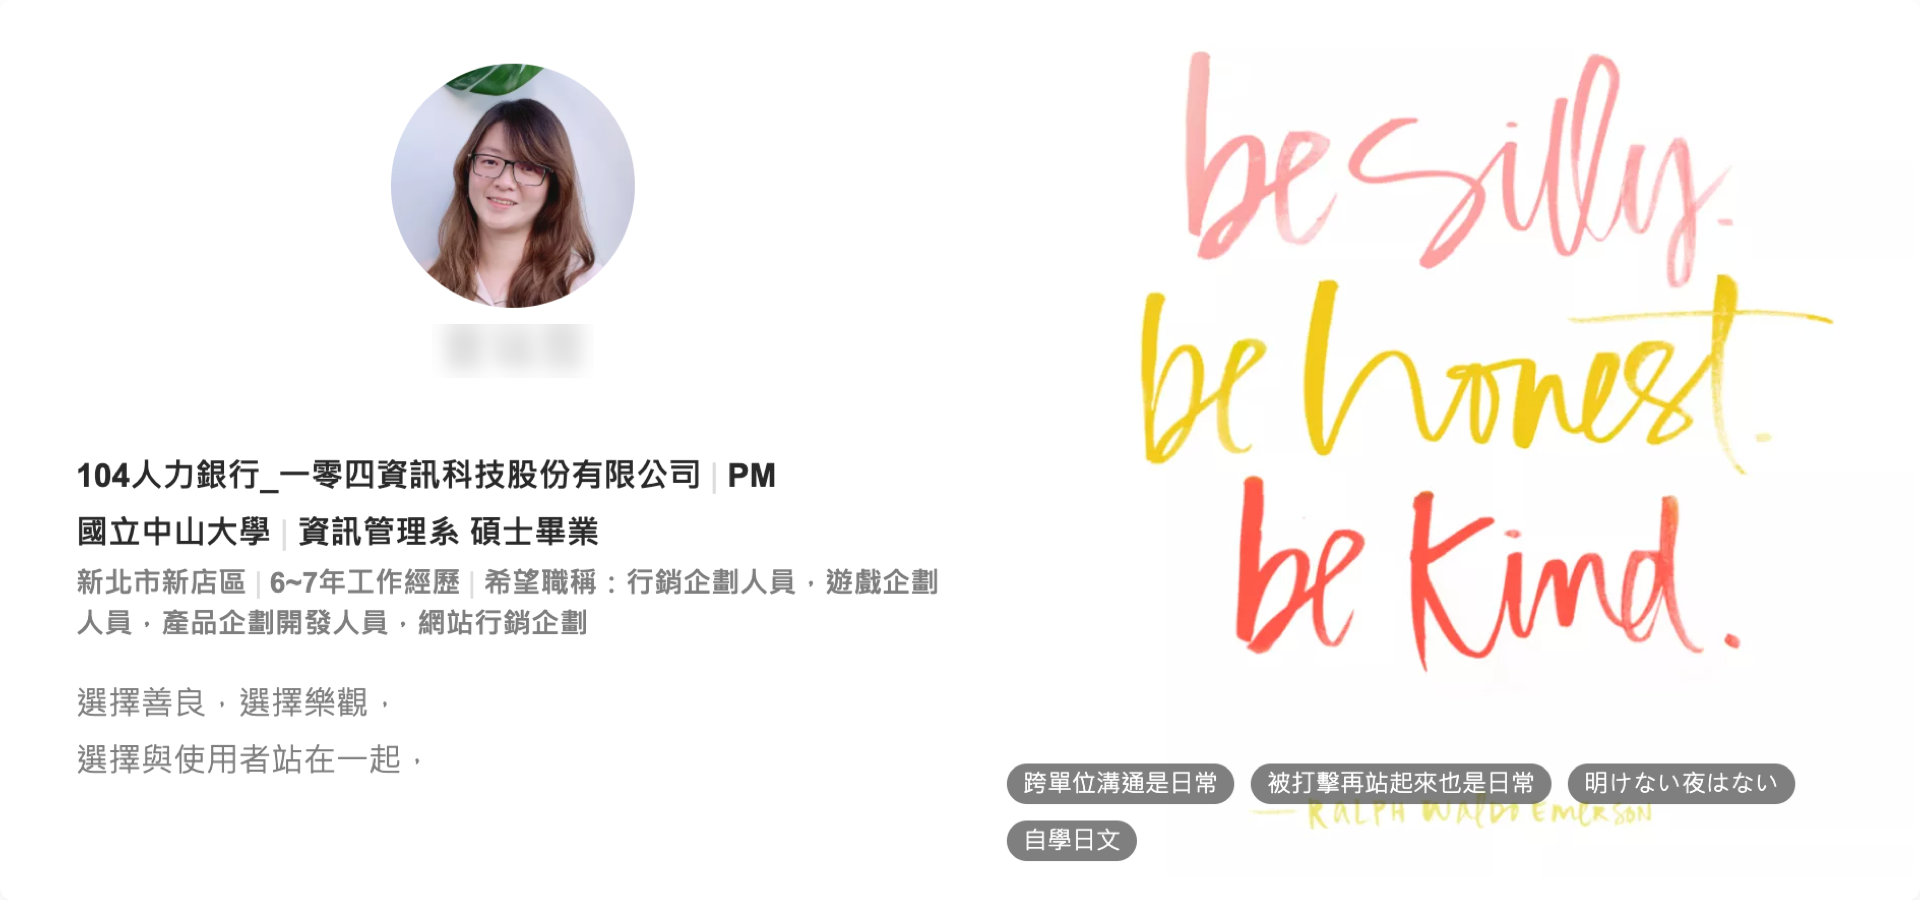 104人力銀行_一零四資訊科技股份有限公司 | PM
國立中山大學 | 資訊管理系 碩士畢業
新北市新店區 | 6~7年工作經歷 | 希望職稱：行銷企劃人員，遊戲企劃
人員，產品企劃開發人員，網站行銷企劃
選擇善良，選擇樂觀，
選擇與使用者站在一起，
be silly.
be honest.
be kind.
跨單位溝通是日常 被打擊再站起來也是日常 明けない夜はない
— RALPH WALDO EMERSON
自學日文